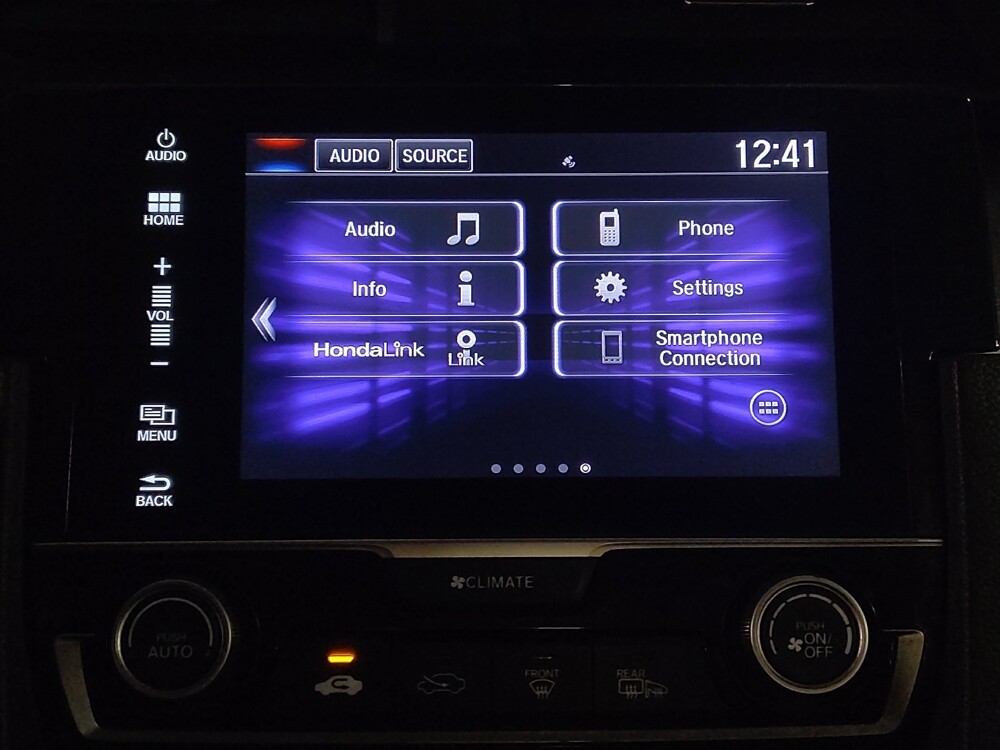 AUDIO
HOME
+
VOL
−
MENU
BACK
AUDIO SOURCE 12:41
Audio
Phone
Info
Settings
HondaLink Link
Smartphone
Connection
CLIMATE
PUSH
AUTO
PUSH
ON/
OFF
FRONT
REAR